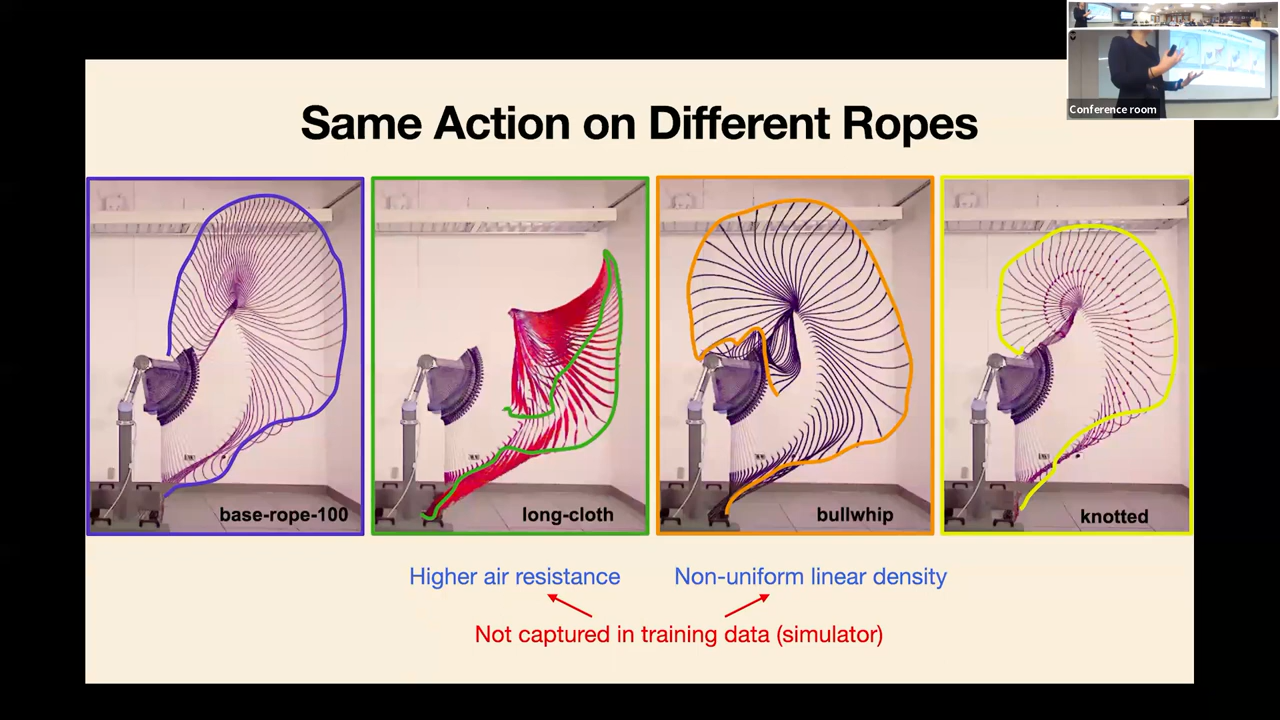 Conference room
Same Action on Different Ropes
base-rope-100
long-cloth
bullwhip
knotted
Higher air resistance
Non-uniform linear density
Not captured in training data (simulator)